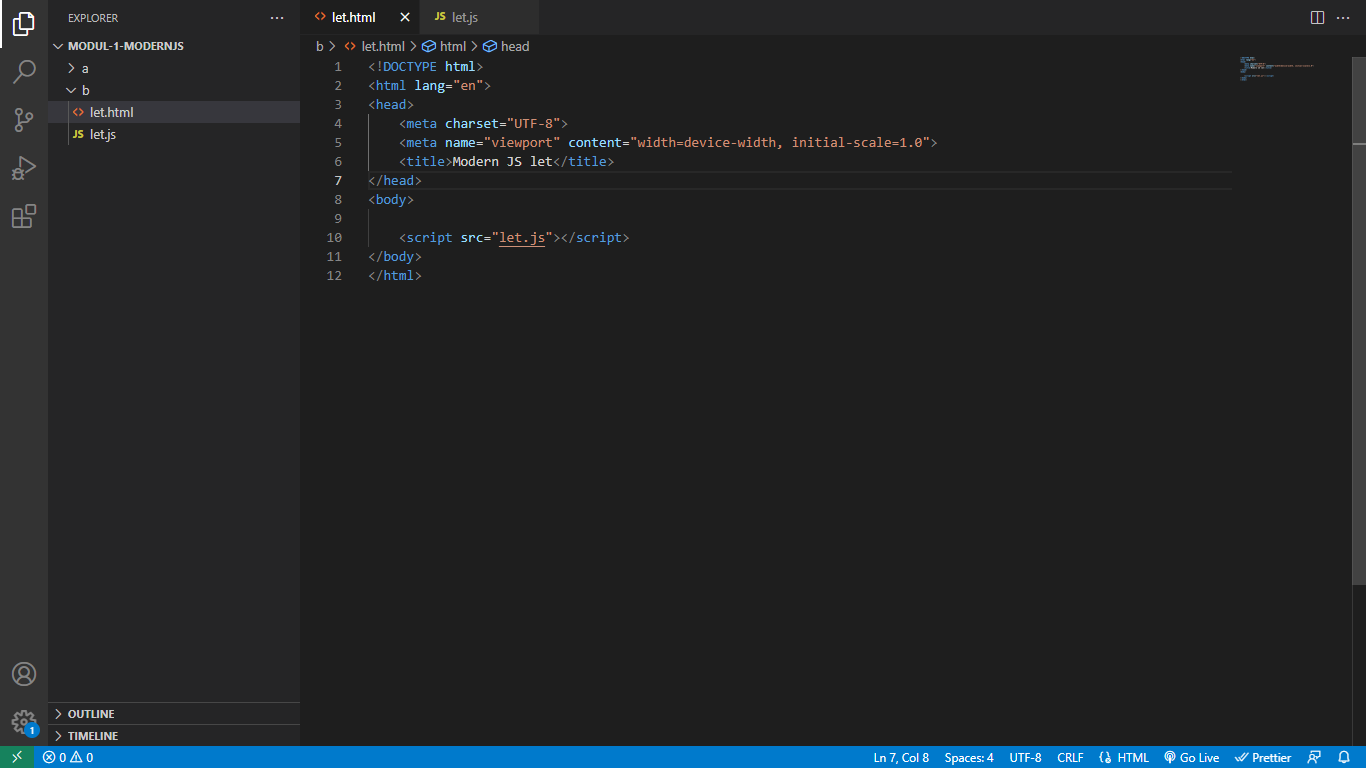 EXPLORER
MODUL-1-MODERNJS
a
b
let.html
JS let.js
OUTLINE
TIMELINE
let.html
JS let.js
b > let.html > html > head
1 <!DOCTYPE html>
2 <html lang="en">
3 <head>
4     <meta charset="UTF-8">
5     <meta name="viewport" content="width=device-width, initial-scale=1.0">
6     <title>Modern JS let</title>
7 </head>
8 <body>
9
10     <script src="let.js"></script>
11 </body>
12 </html>
1
0 0
Ln 7, Col 8 Spaces: 4 UTF-8 CRLF HTML Go Live Prettier